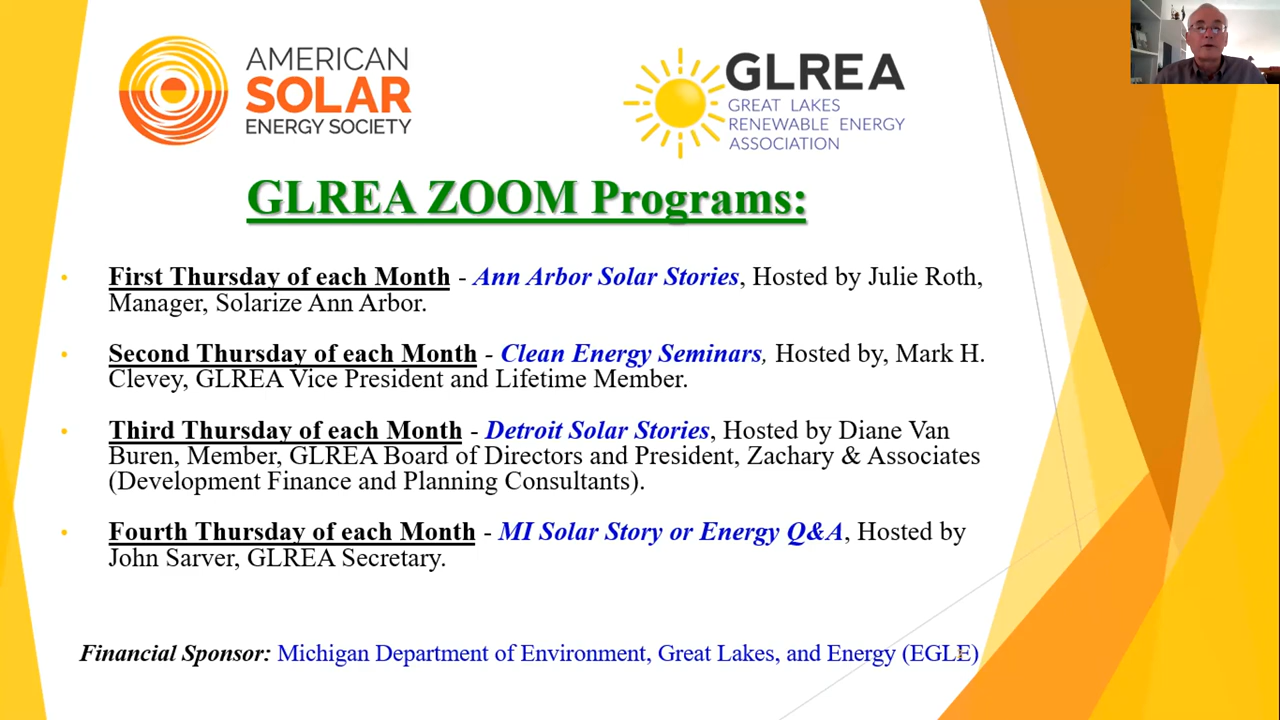 AMERICAN
SOLAR
ENERGY SOCIETY
GLREA
GREAT LAKES
RENEWABLE ENERGY
ASSOCIATION
GLREA ZOOM Programs:
• First Thursday of each Month - Ann Arbor Solar Stories, Hosted by Julie Roth,
Manager, Solarize Ann Arbor.
• Second Thursday of each Month - Clean Energy Seminars, Hosted by, Mark H.
Clevey, GLREA Vice President and Lifetime Member.
• Third Thursday of each Month - Detroit Solar Stories, Hosted by Diane Van
Buren, Member, GLREA Board of Directors and President, Zachary & Associates
(Development Finance and Planning Consultants).
• Fourth Thursday of each Month - MI Solar Story or Energy Q&A, Hosted by
John Sarver, GLREA Secretary.
Financial Sponsor: Michigan Department of Environment, Great Lakes, and Energy (EGLE)